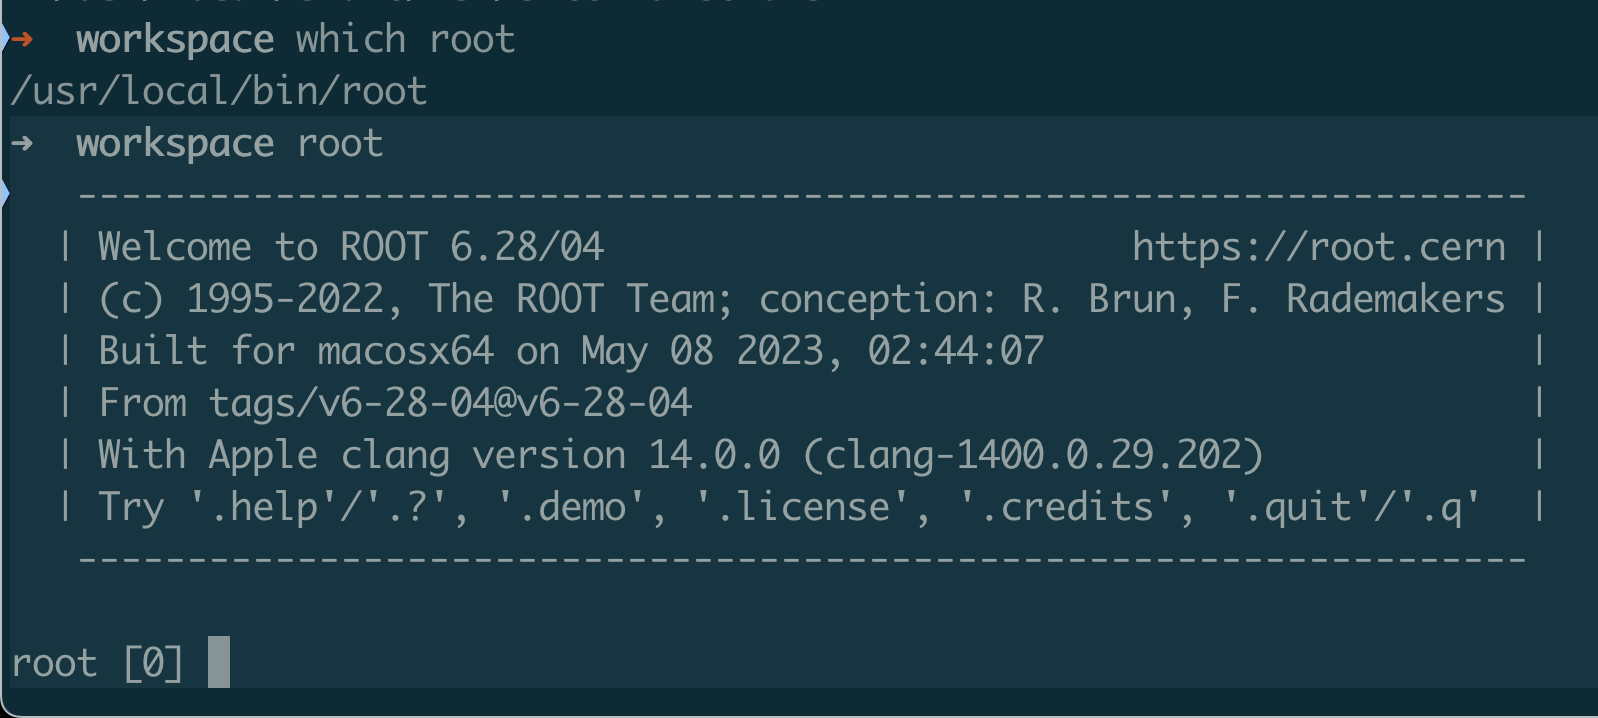 ➜  workspace which root
/usr/local/bin/root
➜  workspace root
   ------------------------------------------------------------------
  | Welcome to ROOT 6.28/04                        https://root.cern |
  | (c) 1995-2022, The ROOT Team; conception: R. Brun, F. Rademakers |
  | Built for macosx64 on May 08 2023, 02:44:07                      |
  | From tags/v6-28-04@v6-28-04                                      |
  | With Apple clang version 14.0.0 (clang-1400.0.29.202)            |
  | Try '.help'/'.?', '.demo', '.license', '.credits', '.quit'/'.q'  |
   ------------------------------------------------------------------
root [0]